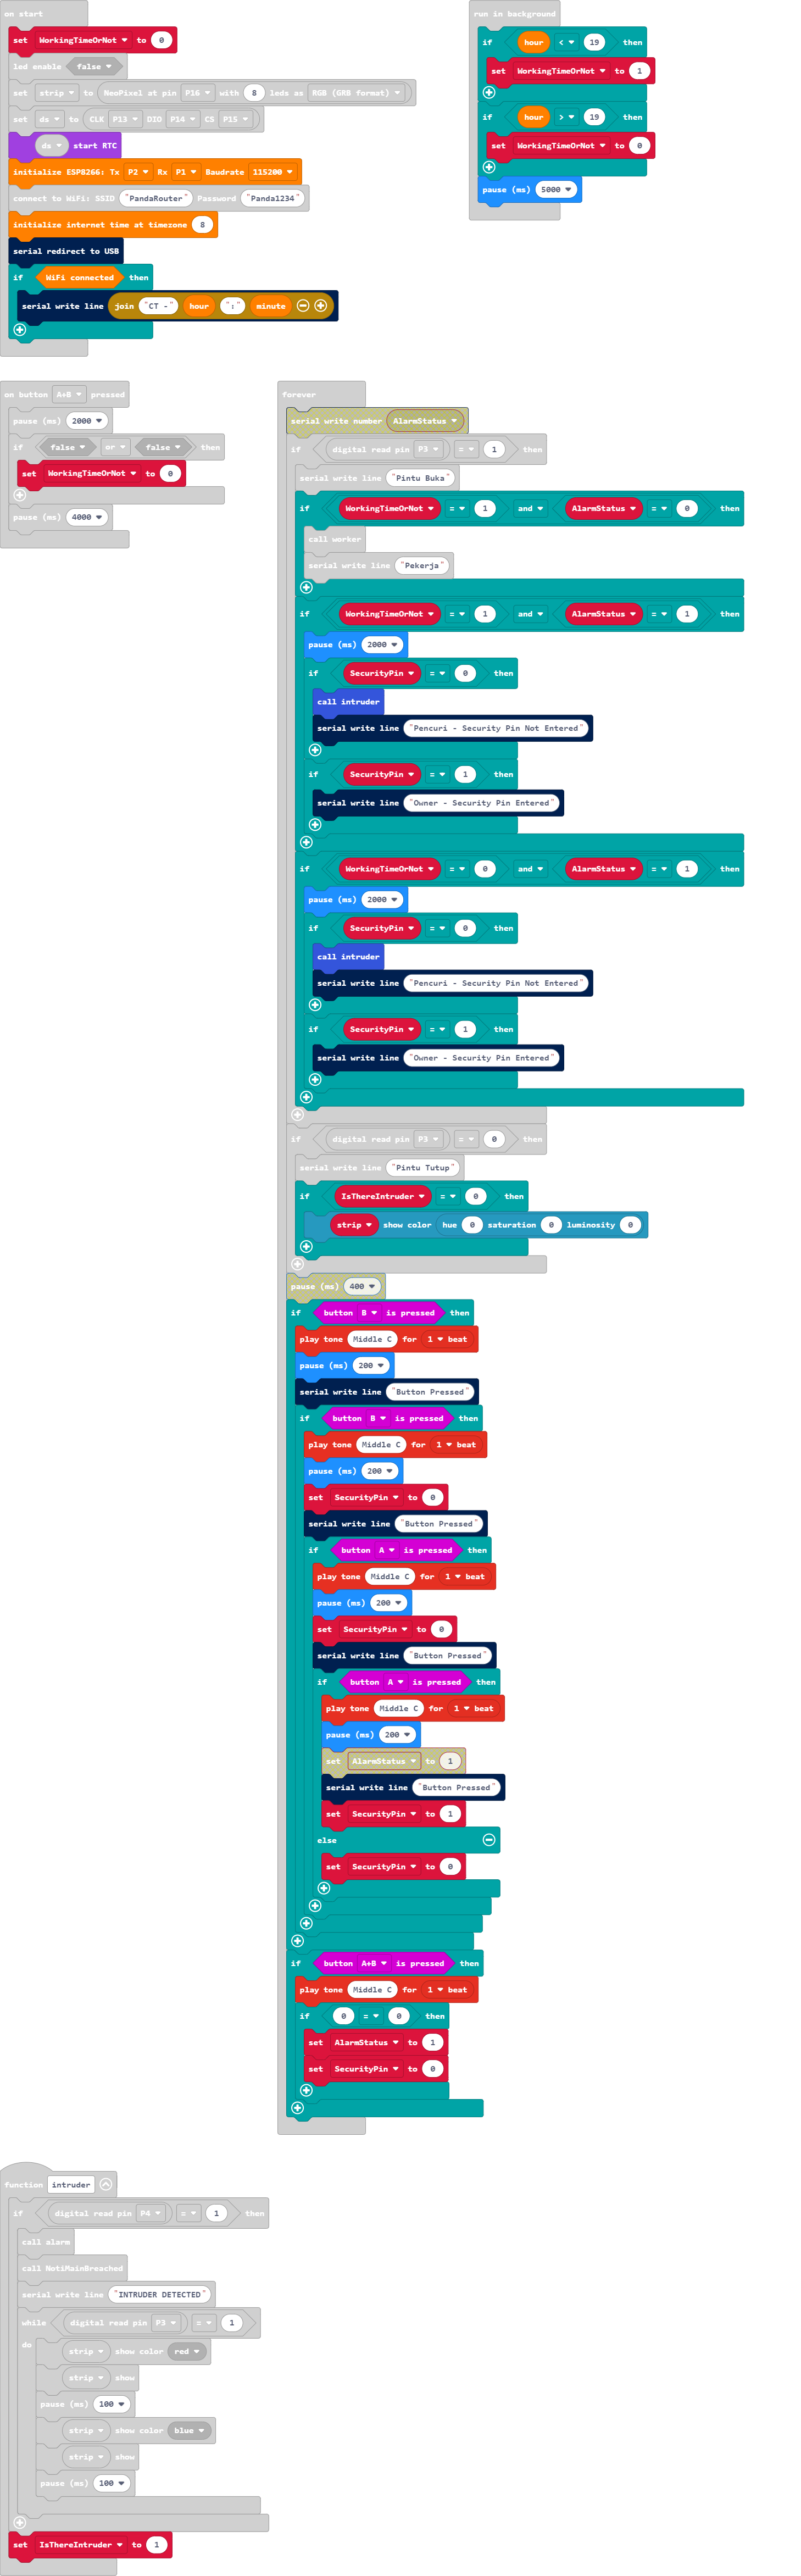 on start
set WorkingTimeOrNot to 0
led enable false
set strip to NeoPixel at pin P16 with 8 leds as RGB (GRB format)
set ds to CLK P13 DIO P14 CS P15
ds start RTC
initialize ESP8266: Tx P2 Rx P1 Baudrate 115200
connect to WiFi: SSID "PandaRouter" Password "Panda1234"
initialize internet time at timezone 8
serial redirect to USB
if WiFi connected then
serial write line join "CT -" hour ":" minute
run in background
if hour < 19 then
set WorkingTimeOrNot to 1
if hour > 19 then
set WorkingTimeOrNot to 0
pause (ms) 5000
on button A+B pressed
pause (ms) 2000
if false or false then
set WorkingTimeOrNot to 0
pause (ms) 4000
forever
serial write number AlarmStatus
if digital read pin P3 = 1 then
serial write line "Pintu Buka"
if WorkingTimeOrNot = 1 and AlarmStatus = 0 then
call worker
serial write line "Pekerja"
if WorkingTimeOrNot = 1 and AlarmStatus = 1 then
pause (ms) 2000
if SecurityPin = 0 then
call intruder
serial write line "Pencuri - Security Pin Not Entered"
if SecurityPin = 1 then
serial write line "Owner - Security Pin Entered"
if WorkingTimeOrNot = 0 and AlarmStatus = 1 then
pause (ms) 2000
if SecurityPin = 0 then
call intruder
serial write line "Pencuri - Security Pin Not Entered"
if SecurityPin = 1 then
serial write line "Owner - Security Pin Entered"
if digital read pin P3 = 0 then
serial write line "Pintu Tutup"
if IsThereIntruder = 0 then
strip show color hue 0 saturation 0 luminosity 0
pause (ms) 400
if button B is pressed then
play tone Middle C for 1 beat
pause (ms) 200
serial write line "Button Pressed"
if button B is pressed then
play tone Middle C for 1 beat
pause (ms) 200
set SecurityPin to 0
serial write line "Button Pressed"
if button A is pressed then
play tone Middle C for 1 beat
pause (ms) 200
set SecurityPin to 0
serial write line "Button Pressed"
if button A is pressed then
play tone Middle C for 1 beat
pause (ms) 200
set AlarmStatus to 1
serial write line "Button Pressed"
set SecurityPin to 1
else
set SecurityPin to 0
if button A+B is pressed then
play tone Middle C for 1 beat
if 0 = 0 then
set AlarmStatus to 1
set SecurityPin to 0
function intruder
if digital read pin P4 = 1 then
call alarm
call NotiMainBreached
serial write line "INTRUDER DETECTED"
while digital read pin P3 = 1
do strip show color red
strip show
pause (ms) 100
strip show color blue
strip show
pause (ms) 100
set IsThereIntruder to 1